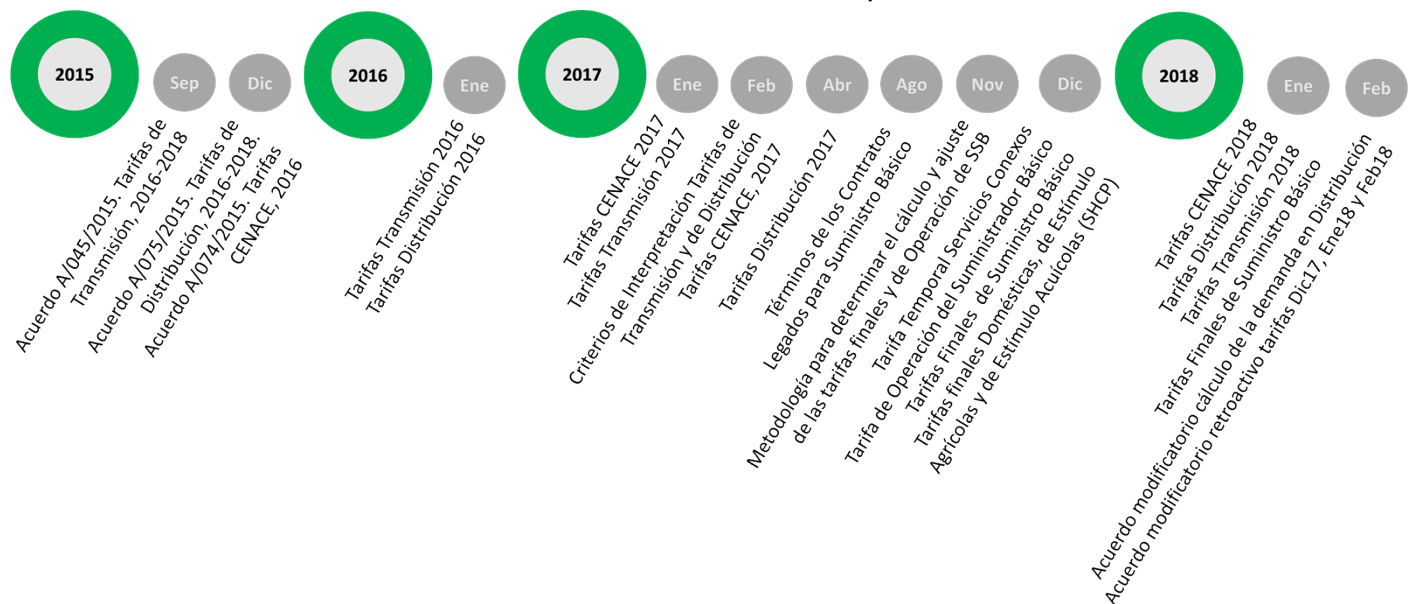 2015
Sep
Acuerdo A/045/2015. Tarifas de
Transmisión, 2016-2018
Dic
Acuerdo A/075/2015. Tarifas de
Distribución, 2016-2018.
Acuerdo A/074/2015. Tarifas
CENACE, 2016
2016
Ene
Tarifas Transmisión 2016
Tarifas Distribución 2016
2017
Ene
Tarifas CENACE 2017
Tarifas Transmisión 2017
Feb
Criterios de Interpretación Tarifas de
Transmisión y de Distribución
Tarifas CENACE, 2017
Abr
Tarifas Distribución 2017
Ago
Términos de los Contratos
Legados para Suministro Básico
Nov
Metodología para determinar el cálculo y ajuste
de las tarifas finales y de Operación de SSB
Dic
Tarifa Temporal Servicios Conexos
Tarifa de Operación del Suministrador Básico
Tarifas Finales de Suministro Básico
Tarifas finales Domésticas, de Estímulo
Agrícolas y de Estímulo Acuícolas (SHCP)
2018
Ene
Tarifas CENACE 2018
Tarifas Distribución 2018
Tarifas Transmisión 2018
Tarifas Finales de Suministro Básico
Feb
Acuerdo modificatorio cálculo de la demanda en Distribución
Acuerdo modificatorio retroactivo tarifas Dic17, Ene18 y Feb18